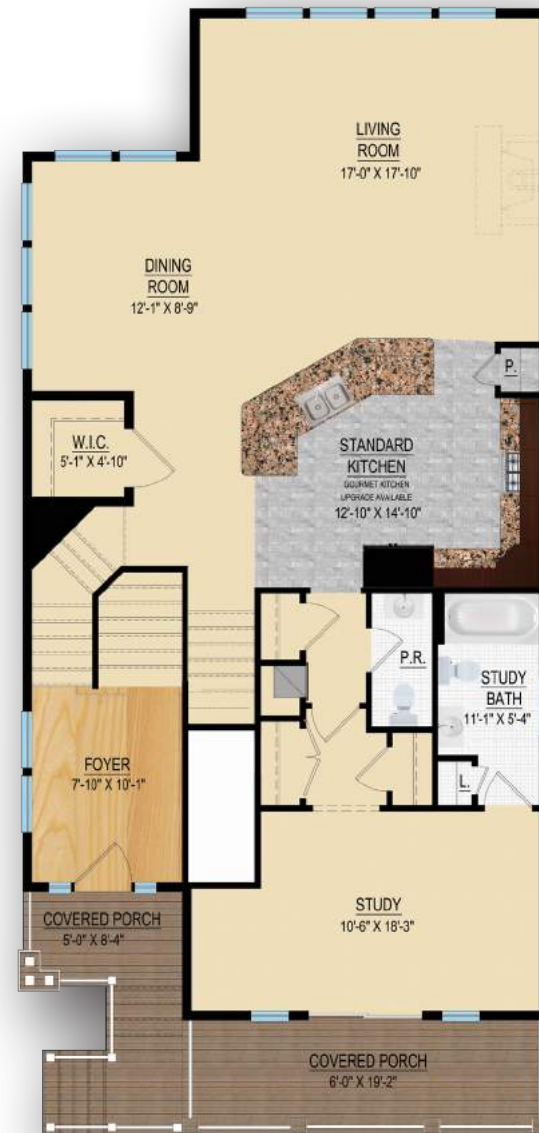 LIVING
ROOM
17'-0" X 17'-10"
DINING
ROOM
12'-1" X 8'-9"
P.
W.I.C.
5'-1" X 4'-10"
STANDARD
KITCHEN
GOURMET KITCHEN
UPGRADE AVAILABLE
12'-10" X 14'-10"
P.R.
STUDY
BATH
11'-1" X 5'-4"
FOYER
7'-10" X 10'-1"
L.
STUDY
10'-6" X 18'-3"
COVERED PORCH
5'-0" X 8'-4"
COVERED PORCH
6'-0" X 19'-2"